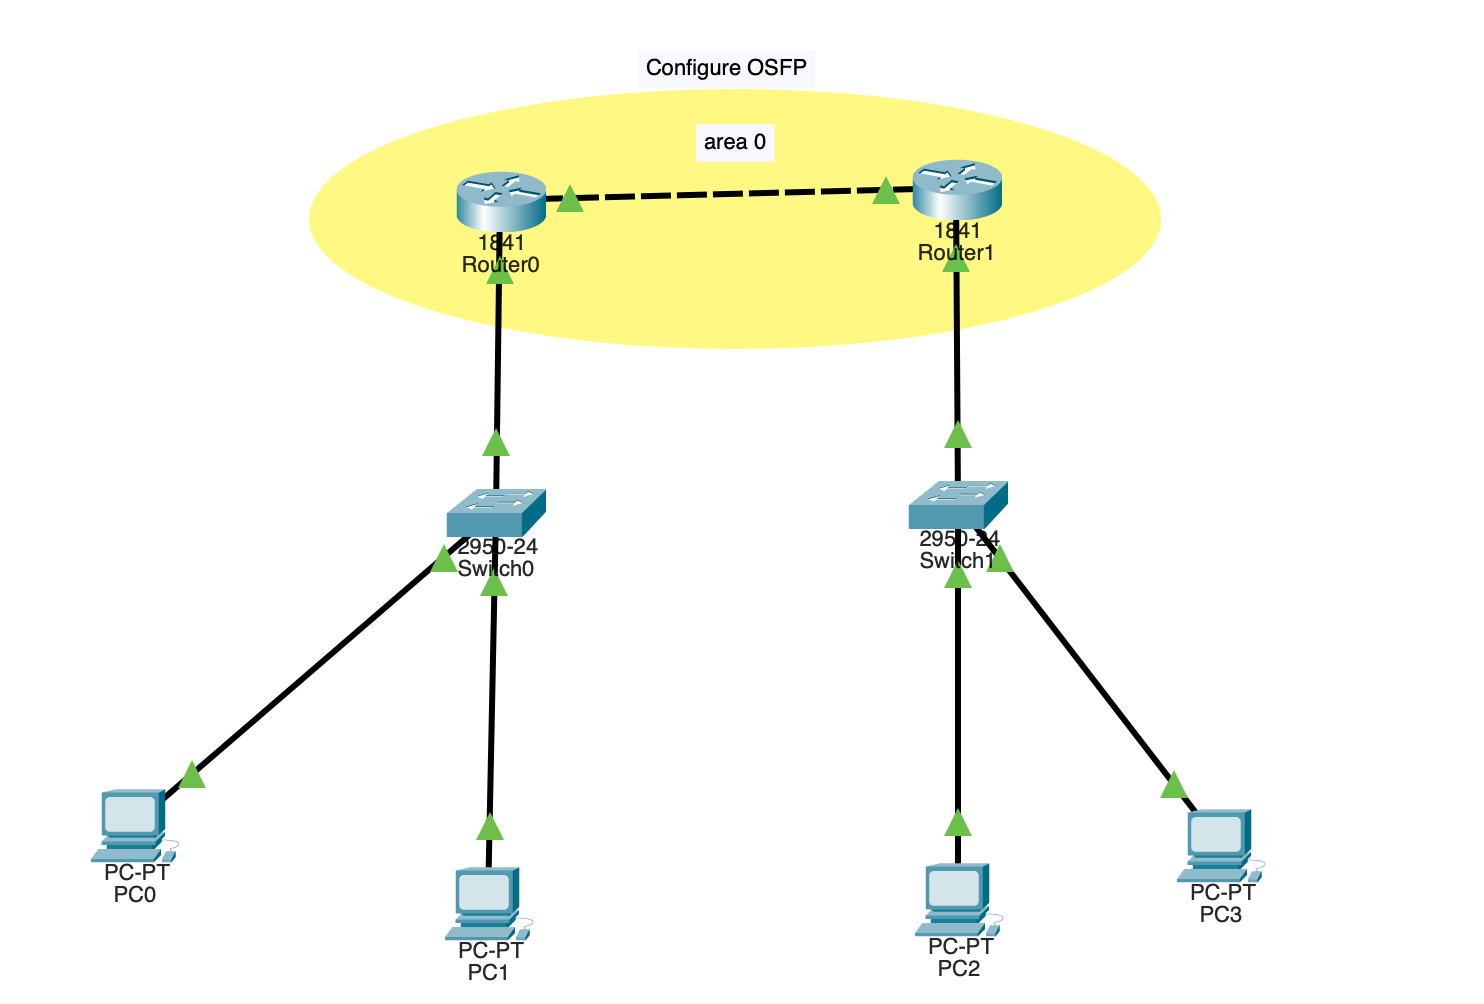 Configure OSFP
area 0
1841
Router0
1841
Router1
2950-24
Switch0
2950-24
Switch1
PC-PT
PC0
PC-PT
PC1
PC-PT
PC2
PC-PT
PC3